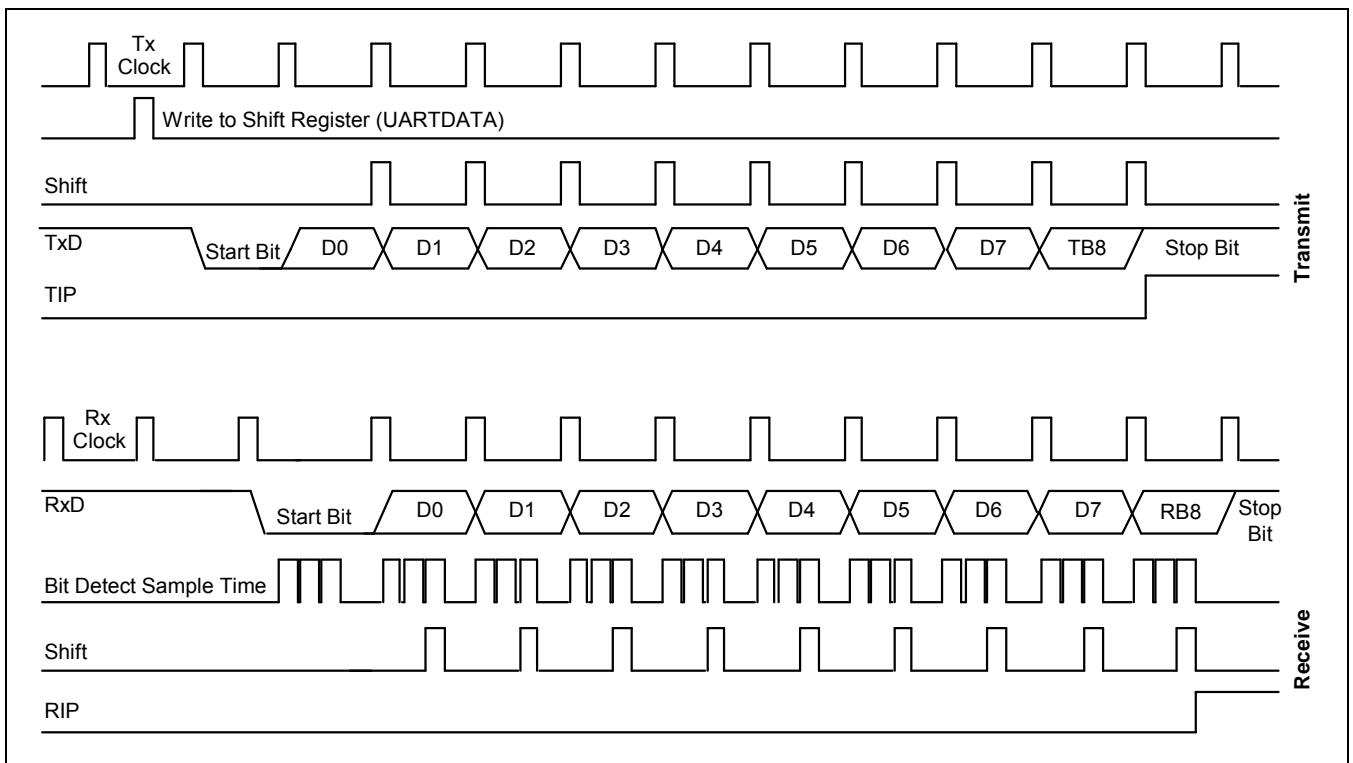 Tx
Clock
Write to Shift Register (UARTDATA)
Shift
TxD
Start Bit
D0
D1
D2
D3
D4
D5
D6
D7
TB8
Stop Bit
TIP
Transmit
Rx
Clock
RxD
Start Bit
D0
D1
D2
D3
D4
D5
D6
D7
RB8
Stop
Bit
Bit Detect Sample Time
Shift
RIP
Receive